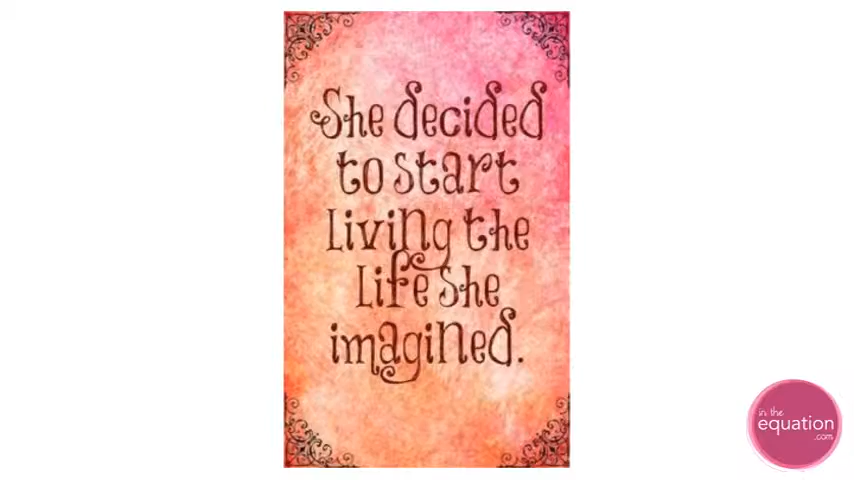 She decided
to start
Living the
Life She
imagined.
in the
equation
.com